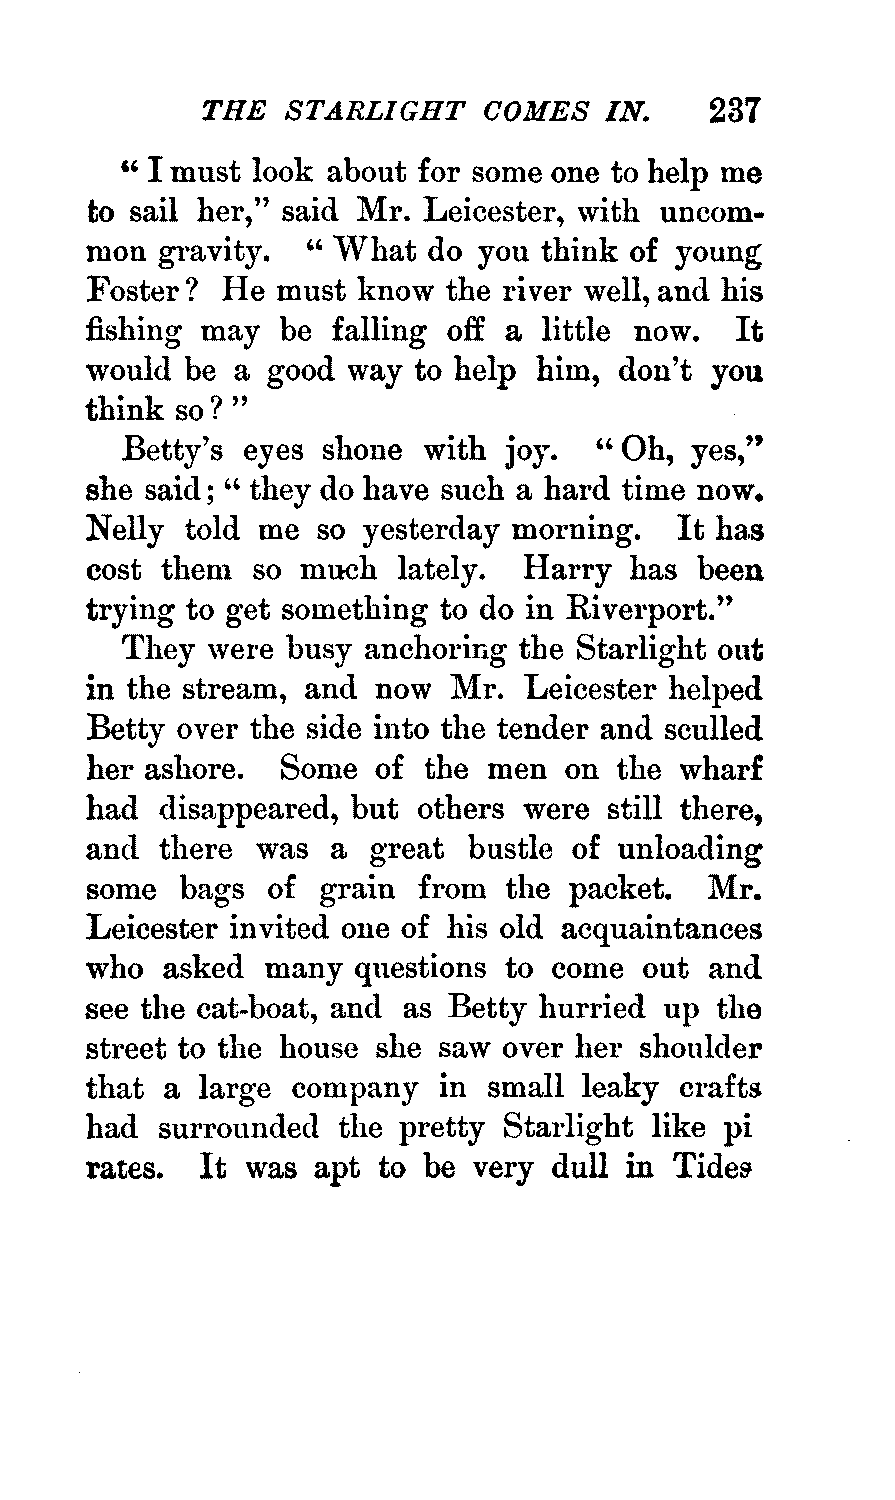 THE STARLIGHT COMES IN. 237
“ I must look about for some one to help me
to sail her,” said Mr. Leicester, with uncom-
mon gravity. “ What do you think of young
Foster ? He must know the river well, and his
fishing may be falling off a little now. It
would be a good way to help him, don’t you
think so ? ”
Betty’s eyes shone with joy. “ Oh, yes,”
she said ; “ they do have such a hard time now.
Nelly told me so yesterday morning. It has
cost them so much lately. Harry has been
trying to get something to do in Riverport.”
They were busy anchoring the Starlight out
in the stream, and now Mr. Leicester helped
Betty over the side into the tender and sculled
her ashore. Some of the men on the wharf
had disappeared, but others were still there,
and there was a great bustle of unloading
some bags of grain from the packet. Mr.
Leicester invited one of his old acquaintances
who asked many questions to come out and
see the cat-boat, and as Betty hurried up the
street to the house she saw over her shoulder
that a large company in small leaky crafts
had surrounded the pretty Starlight like pi
rates. It was apt to be very dull in Tides